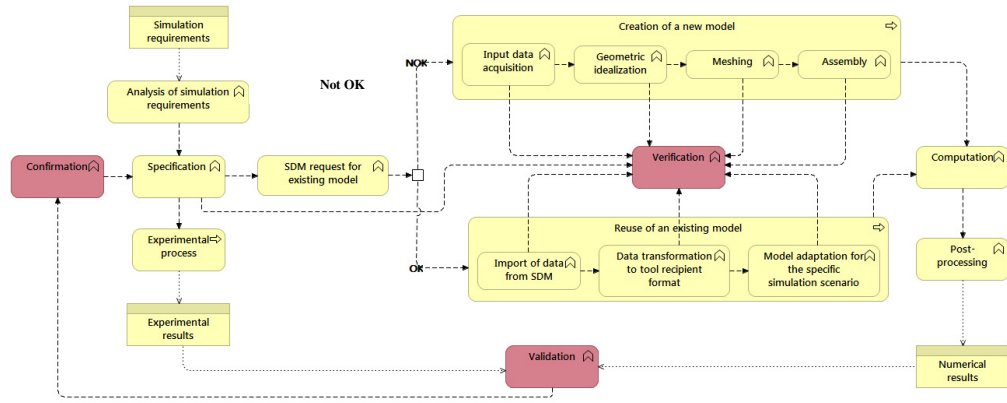 Simulation
requirements
Creation of a new model
Input data
acquisition
Geometric
idealization
Meshing
Assembly
NOK
Not OK
Analysis of simulation
requirements
Confirmation
Specification
SDM request for
existing model
Verification
Computation
Reuse of an existing model
Experimental
process
Post-
processing
OK
Import of data
from SDM
Data transformation
to tool recipient
format
Model adaptation for
the specific
simulation scenario
Experimental
results
Validation
Numerical
results